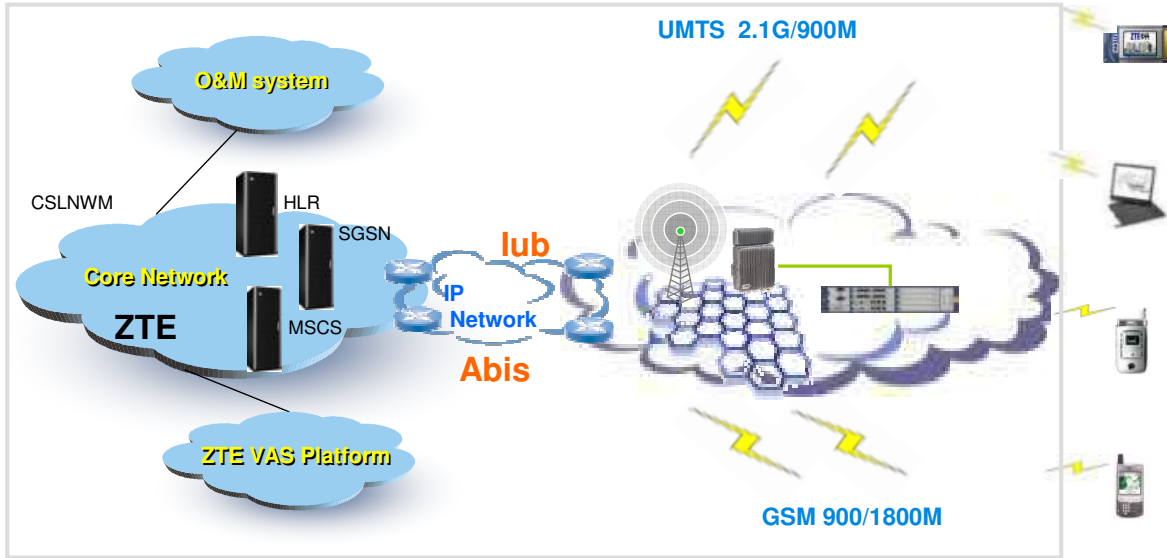 UMTS 2.1G/900M
O&M system
CSLNWM
HLR
SGSN
Core Network
ZTE
MSCS
Iub
IP
Network
Abis
ZTE VAS Platform
GSM 900/1800M
ZTE